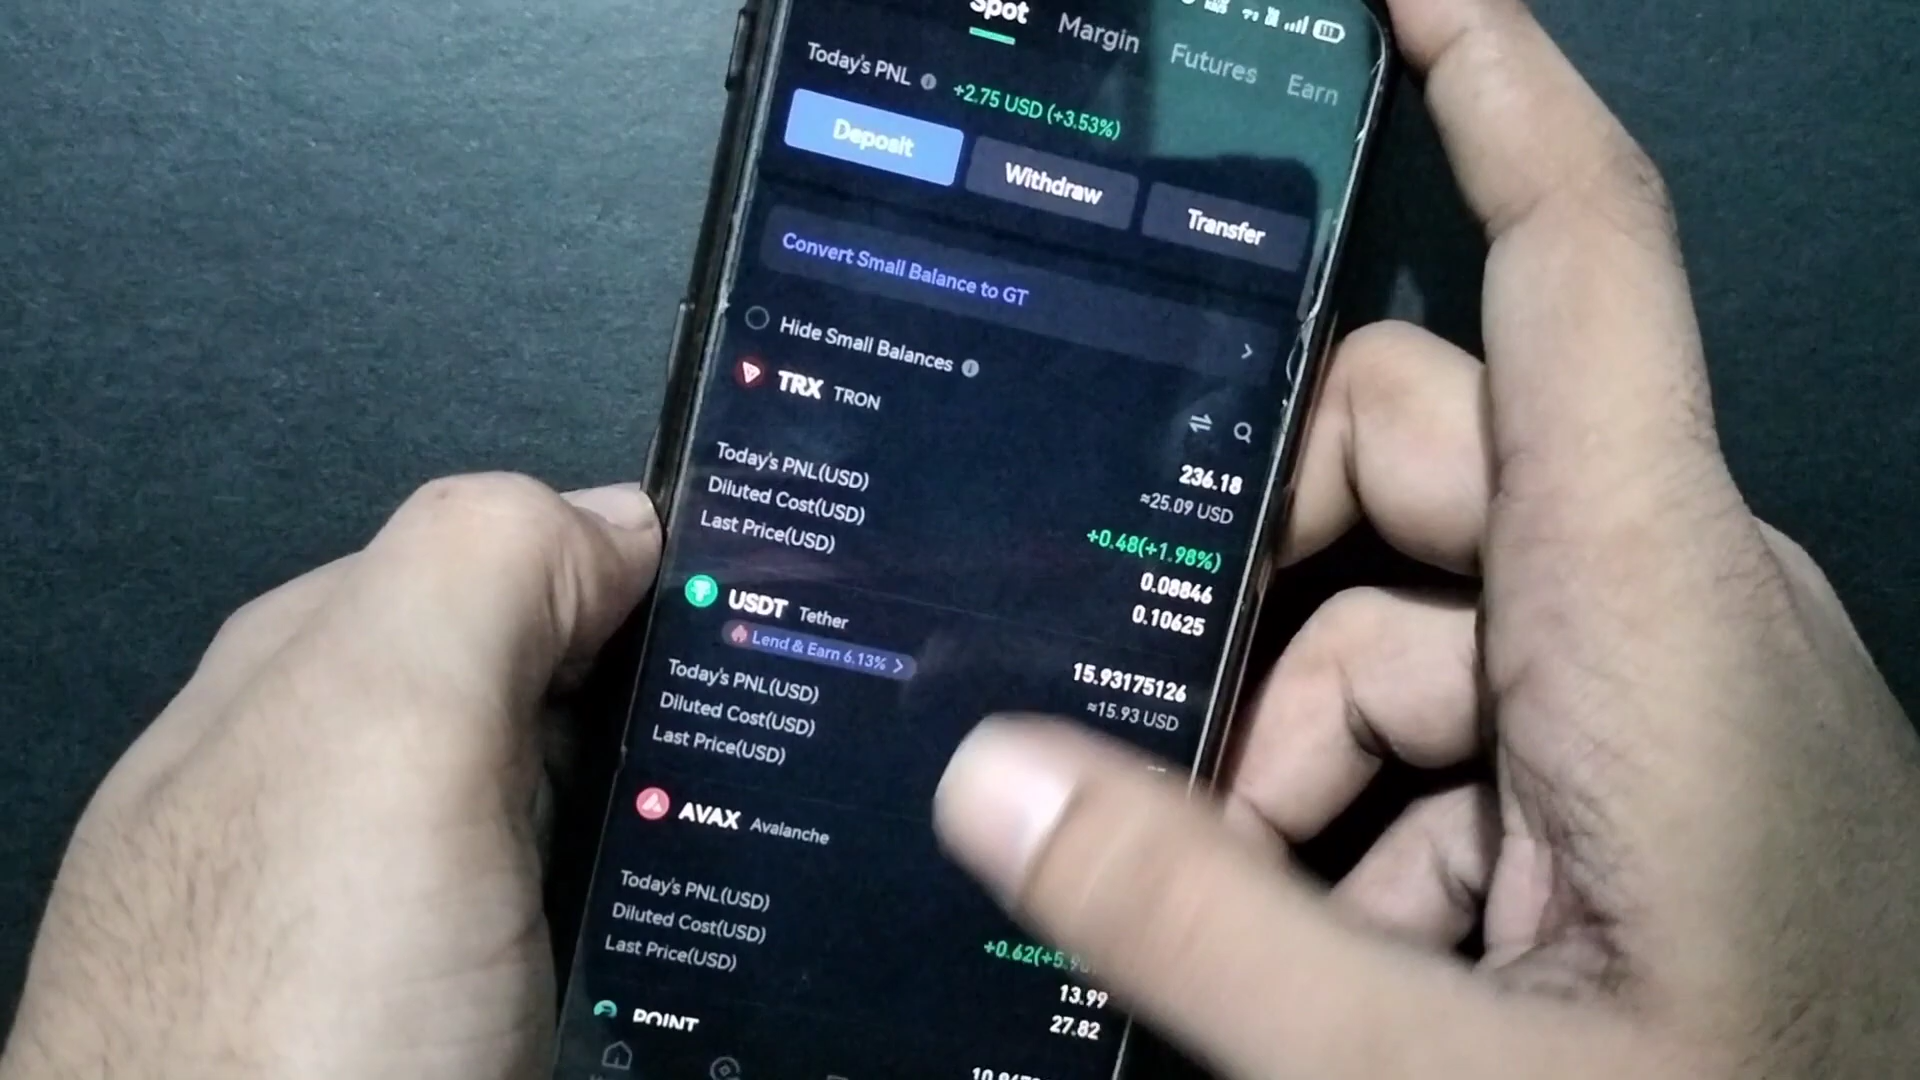 Spot Margin Futures Earn
Today's PNL +2.75 USD (+3.53%)
Deposit Withdraw Transfer
Convert Small Balance to GT
Hide Small Balances
TRX TRON
236.18
≈25.09 USD
Today's PNL(USD) +0.48(+1.98%)
Diluted Cost(USD) 0.08846
Last Price(USD) 0.10625
USDT Tether
Lend & Earn 6.13%
15.93175126
≈15.93 USD
Today's PNL(USD)
Diluted Cost(USD)
Last Price(USD)
AVAX Avalanche
Today's PNL(USD) +0.62(+5.
Diluted Cost(USD) 13.99
Last Price(USD) 27.82
POINT